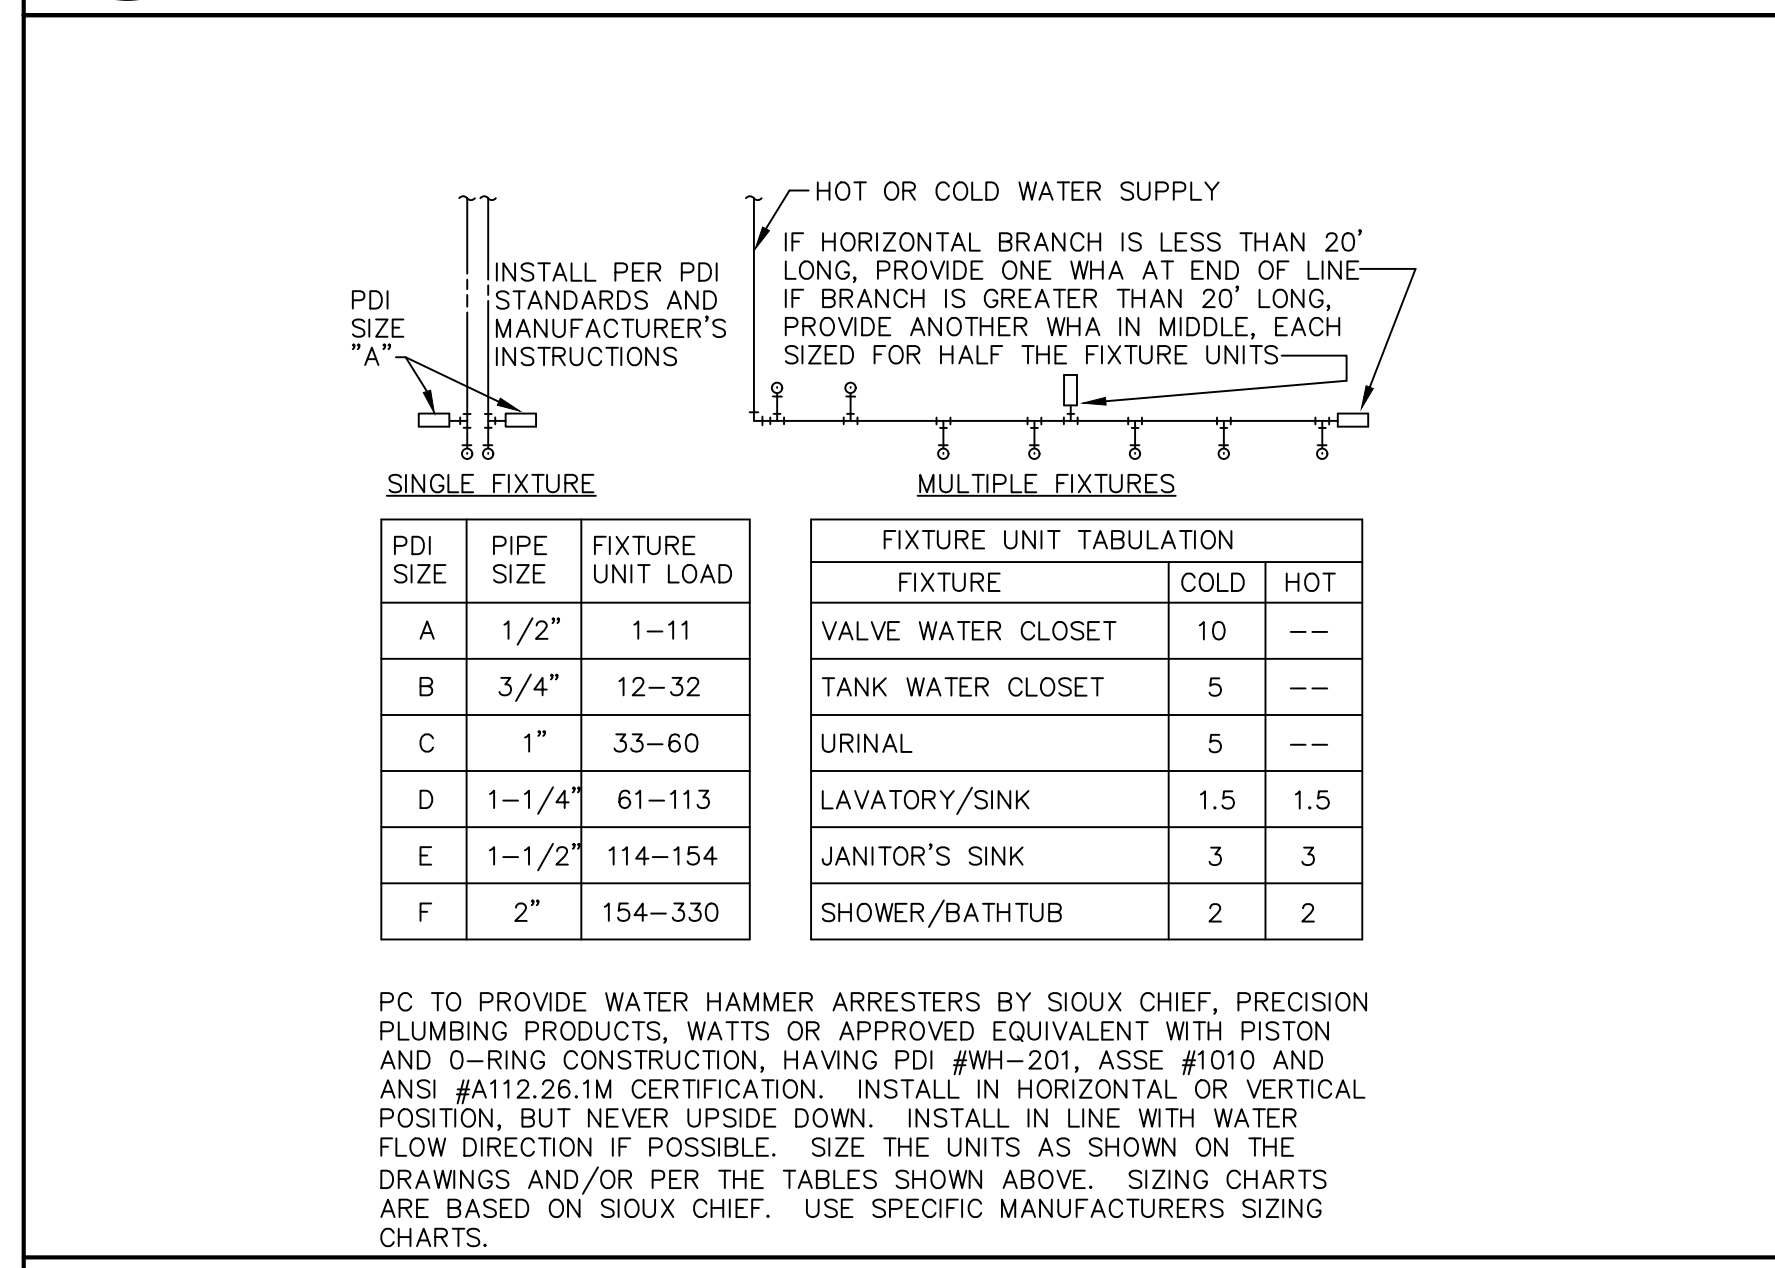 HOT OR COLD WATER SUPPLY
IF HORIZONTAL BRANCH IS LESS THAN 20'
LONG, PROVIDE ONE WHA AT END OF LINE
IF BRANCH IS GREATER THAN 20' LONG,
PROVIDE ANOTHER WHA IN MIDDLE, EACH
SIZED FOR HALF THE FIXTURE UNITS
INSTALL PER PDI
STANDARDS AND
MANUFACTURER'S
INSTRUCTIONS
PDI
SIZE
"A"
SINGLE FIXTURE
MULTIPLE FIXTURES
PDI SIZE PIPE SIZE FIXTURE UNIT LOAD
A 1/2" 1-11
B 3/4" 12-32
C 1" 33-60
D 1-1/4" 61-113
E 1-1/2" 114-154
F 2" 154-330
FIXTURE UNIT TABULATION
FIXTURE COLD HOT
VALVE WATER CLOSET 10 --
TANK WATER CLOSET 5 --
URINAL 5 --
LAVATORY/SINK 1.5 1.5
JANITOR'S SINK 3 3
SHOWER/BATHTUB 2 2
PC TO PROVIDE WATER HAMMER ARRESTERS BY SIOUX CHIEF, PRECISION
PLUMBING PRODUCTS, WATTS OR APPROVED EQUIVALENT WITH PISTON
AND O-RING CONSTRUCTION, HAVING PDI #WH-201, ASSE #1010 AND
ANSI #A112.26.1M CERTIFICATION. INSTALL IN HORIZONTAL OR VERTICAL
POSITION, BUT NEVER UPSIDE DOWN. INSTALL IN LINE WITH WATER
FLOW DIRECTION IF POSSIBLE. SIZE THE UNITS AS SHOWN ON THE
DRAWINGS AND/OR PER THE TABLES SHOWN ABOVE. SIZING CHARTS
ARE BASED ON SIOUX CHIEF. USE SPECIFIC MANUFACTURERS SIZING
CHARTS.